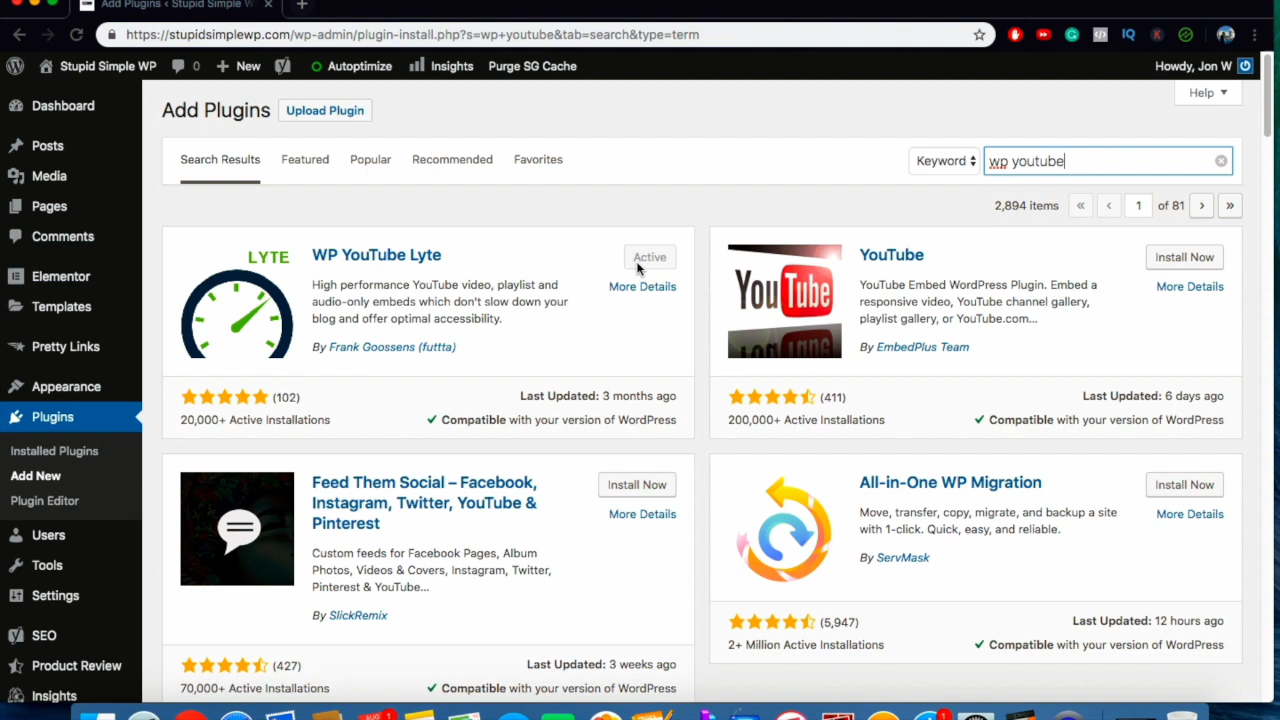 Add Plugins ‹ Stupid Simple W
https://stupidsimplewp.com/wp-admin/plugin-install.php?s=wp+youtube&tab=search&type=term
Stupid Simple WP 0 New Autoptimize Insights Purge SG Cache Howdy, Jon W
Dashboard
Posts
Media
Pages
Comments
Elementor
Templates
Pretty Links
Appearance
Plugins
Installed Plugins
Add New
Plugin Editor
Users
Tools
Settings
SEO
Product Review
Insights
Help
Add Plugins Upload Plugin
Search Results Featured Popular Recommended Favorites Keyword wp youtube
2,894 items « ‹ 1 of 81 › »
LYTE
WP YouTube Lyte
Active
More Details
High performance YouTube video, playlist and
audio-only embeds which don't slow down your
blog and offer optimal accessibility.
By Frank Goossens (futtta)
(102)
Last Updated: 3 months ago
20,000+ Active Installations
Compatible with your version of WordPress
YouTube
YouTube
Install Now
More Details
YouTube Embed WordPress Plugin. Embed a
responsive video, YouTube channel gallery,
playlist gallery, or YouTube.com...
By EmbedPlus Team
(411)
Last Updated: 6 days ago
200,000+ Active Installations
Compatible with your version of WordPress
Feed Them Social – Facebook,
Instagram, Twitter, YouTube &
Pinterest
Install Now
More Details
Custom feeds for Facebook Pages, Album
Photos, Videos & Covers, Instagram, Twitter,
Pinterest & YouTube...
By SlickRemix
(427)
Last Updated: 3 weeks ago
70,000+ Active Installations
Compatible with your version of WordPress
All-in-One WP Migration
Install Now
More Details
Move, transfer, copy, migrate, and backup a site
with 1-click. Quick, easy, and reliable.
By ServMask
(5,947)
Last Updated: 12 hours ago
2+ Million Active Installations
Compatible with your version of WordPress